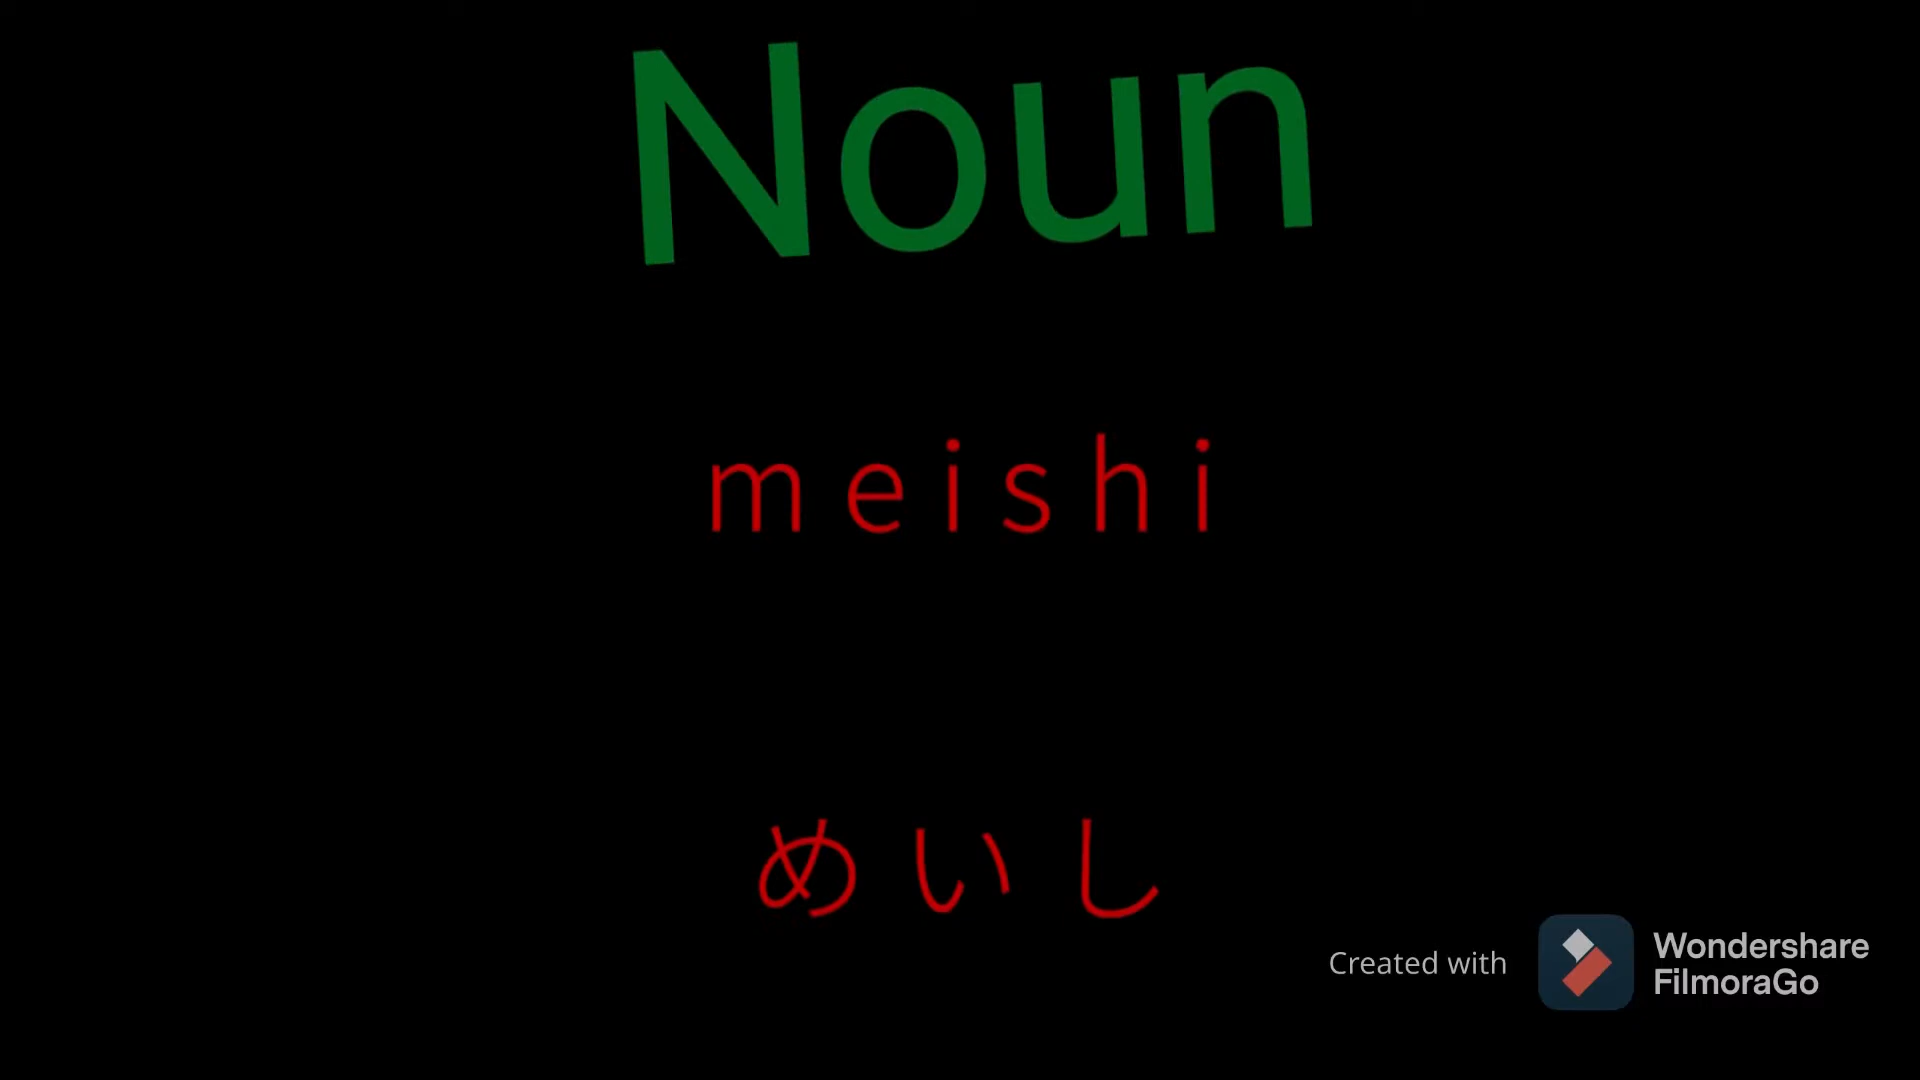 Noun
meishi
めいし
Created with
Wondershare
FilmoraGo